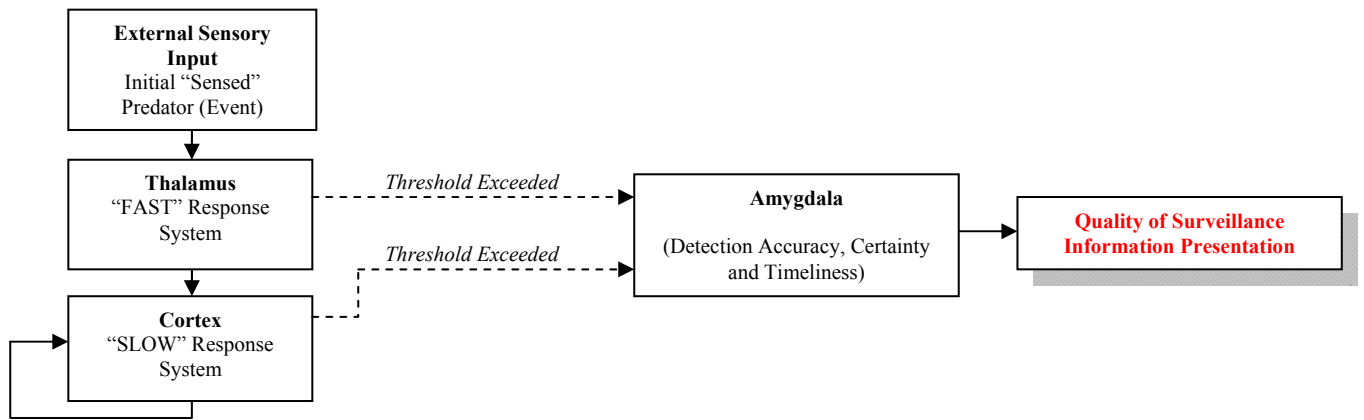 External Sensory
Input
Initial “Sensed”
Predator (Event)
Thalamus
“FAST” Response
System
Threshold Exceeded
Amygdala
(Detection Accuracy, Certainty
and Timeliness)
Quality of Surveillance
Information Presentation
Threshold Exceeded
Cortex
“SLOW” Response
System